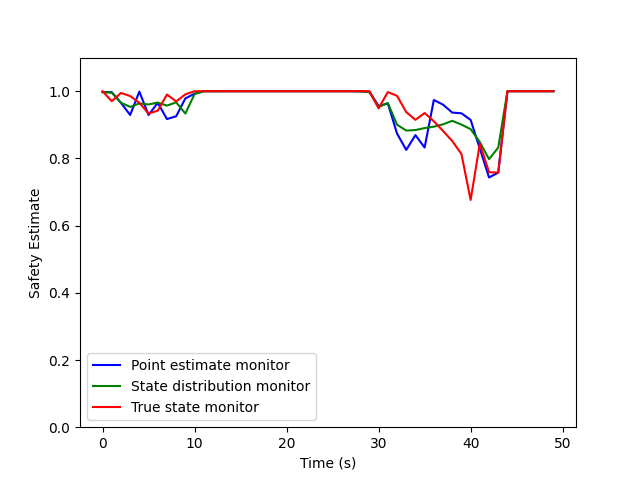 1.0
0.8
0.6
0.4
0.2
0.0
Safety Estimate
Point estimate monitor
State distribution monitor
True state monitor
0 10 20 30 40 50
Time (s)